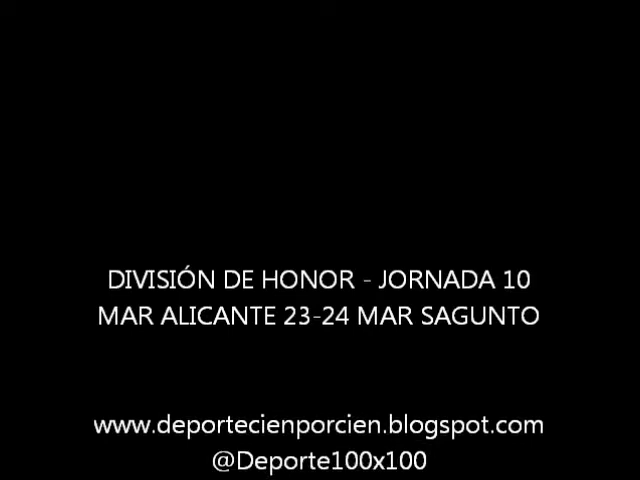 DIVISIÓN DE HONOR - JORNADA 10
MAR ALICANTE 23-24 MAR SAGUNTO
www.deportecienporcien.blogspot.com
@Deporte100x100